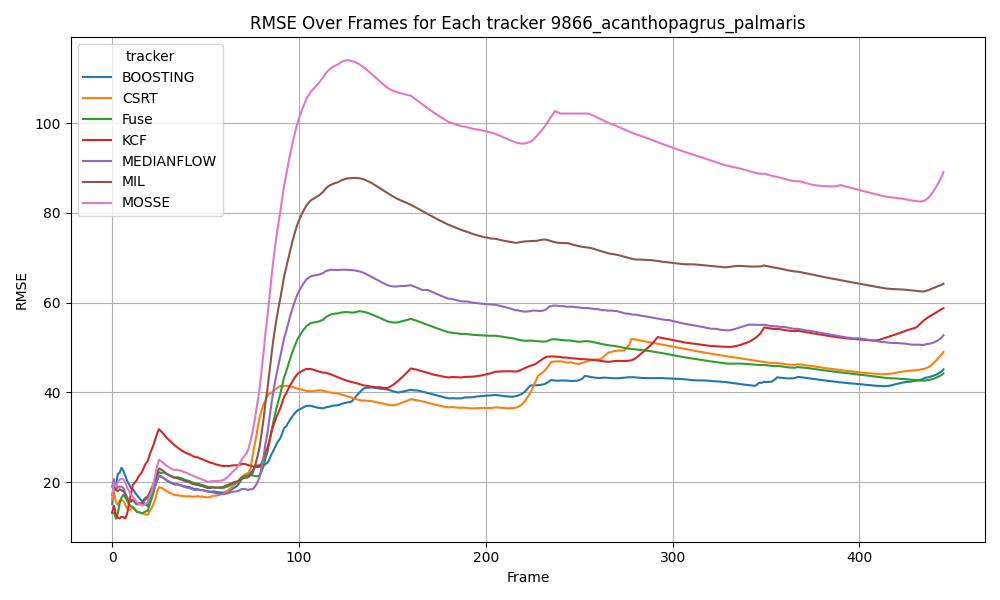 RMSE Over Frames for Each tracker 9866_acanthopagrus_palmaris
tracker
BOOSTING
CSRT
Fuse
KCF
MEDIANFLOW
MIL
MOSSE
RMSE
100
80
60
40
20
0 100 200 300 400
Frame